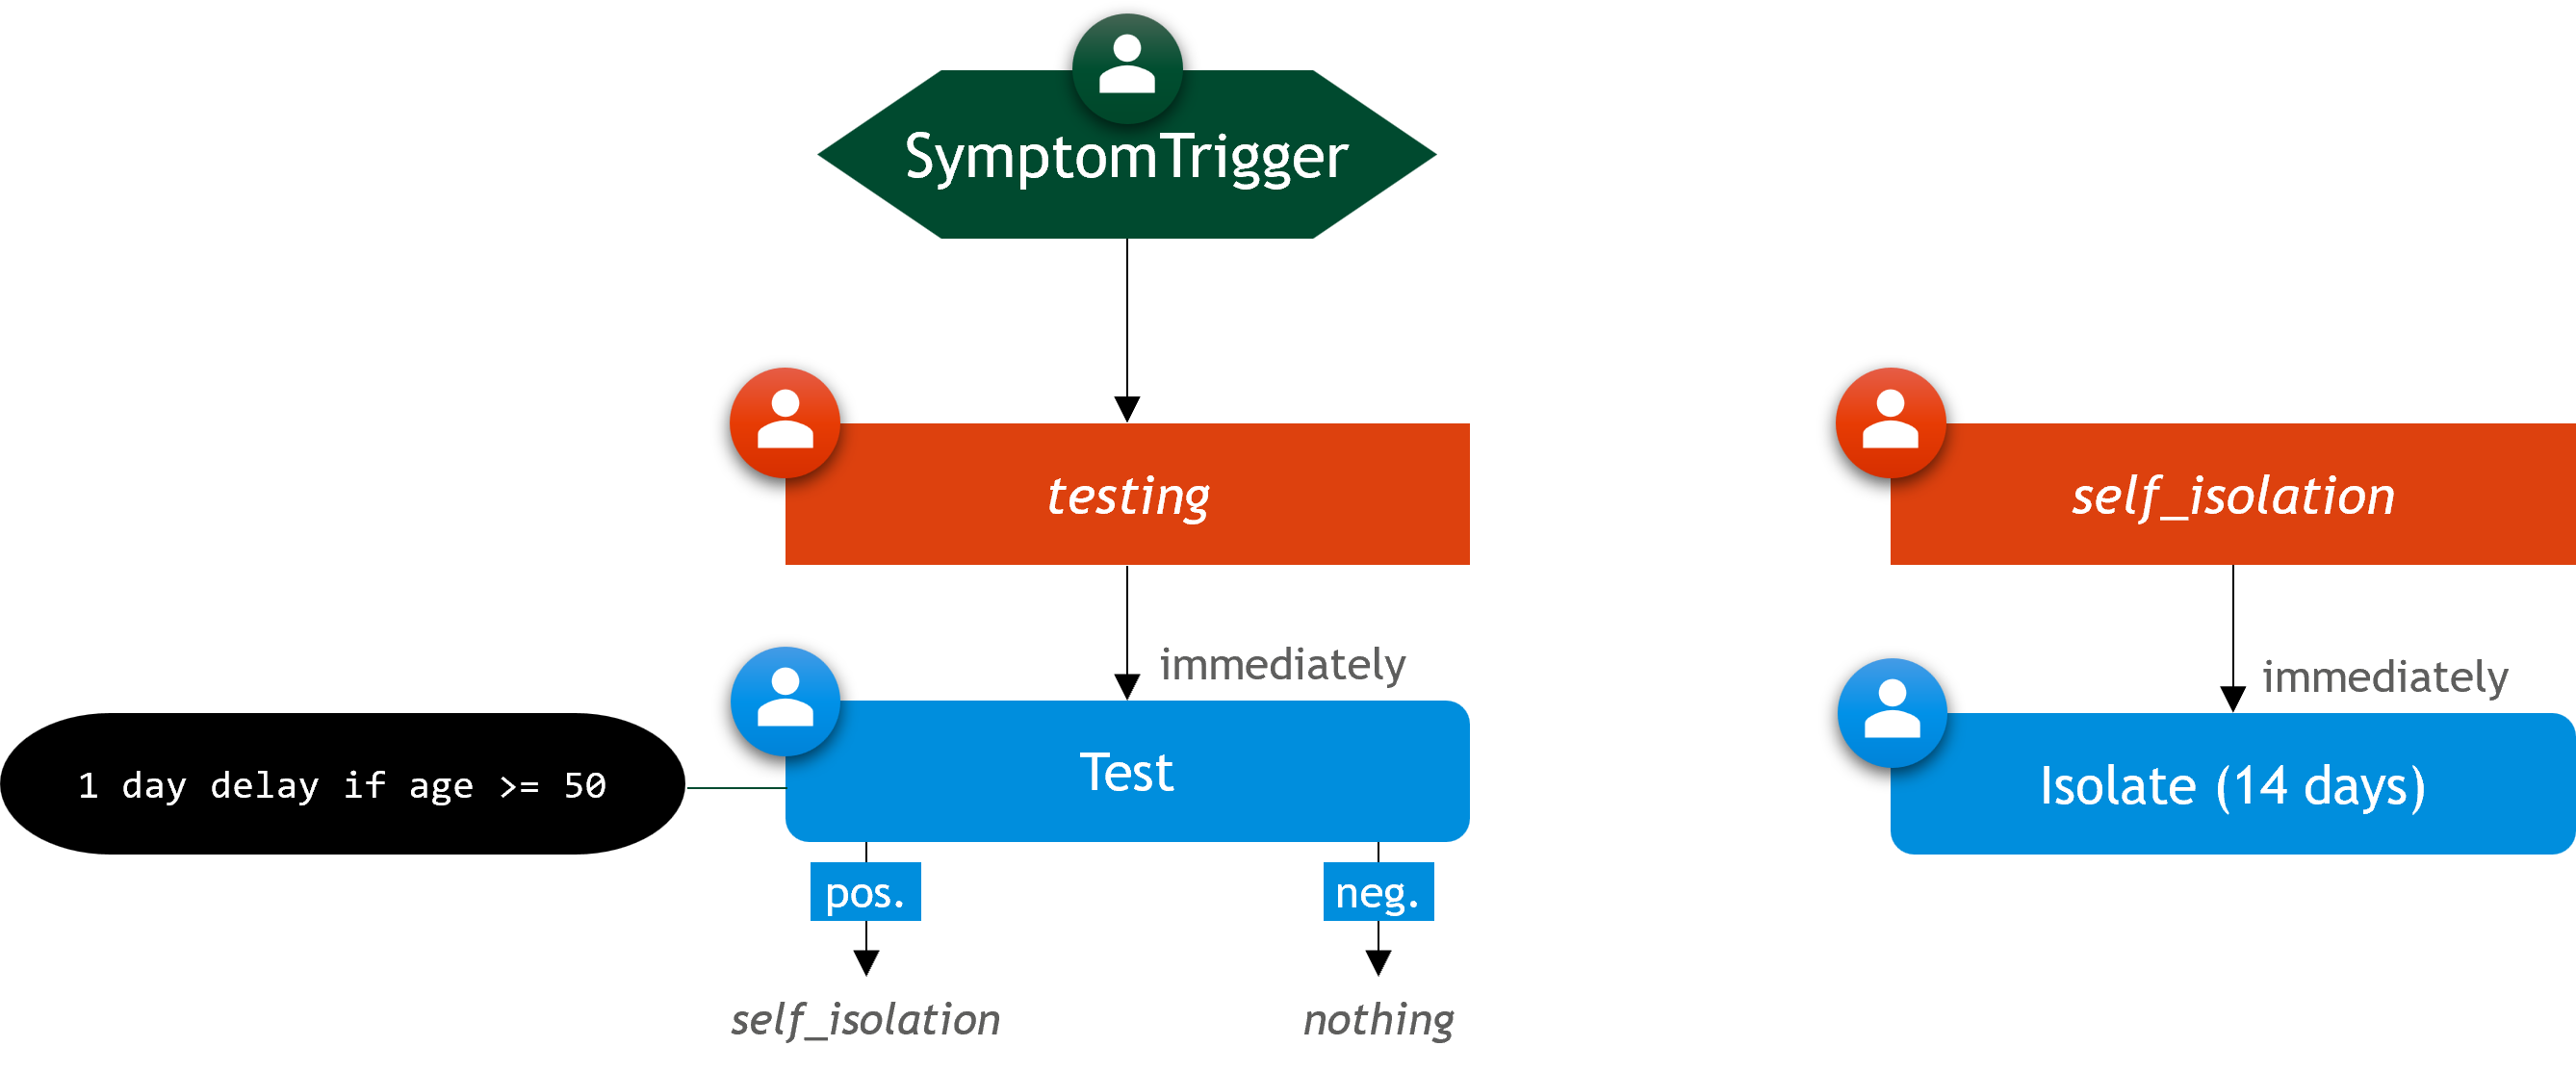 SymptomTrigger
testing
self_isolation
immediately
immediately
1 day delay if age >= 50
Test
Isolate (14 days)
pos.
neg.
self_isolation
nothing